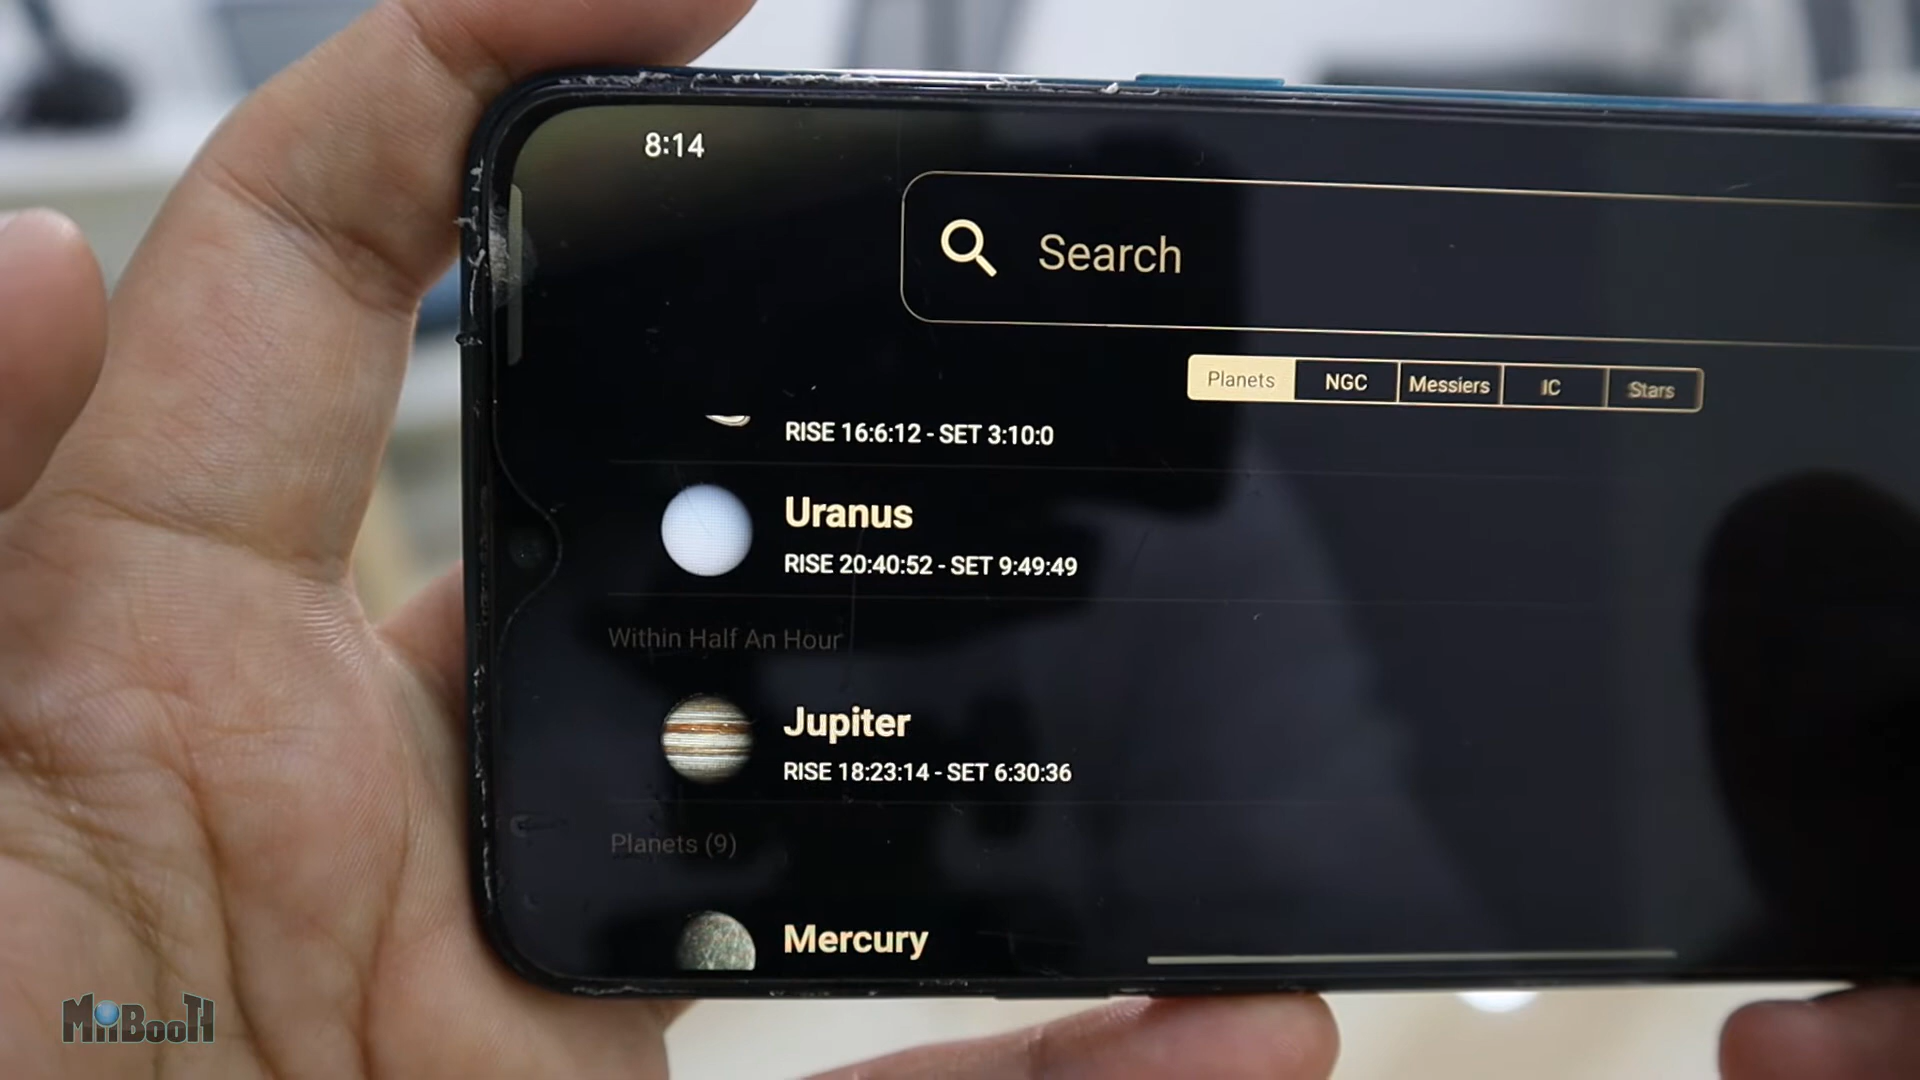 8:14
Search
Planets
NGC
Messiers
IC
Stars
RISE 16:6:12 - SET 3:10:0
Uranus
RISE 20:40:52 - SET 9:49:49
Within Half An Hour
Jupiter
RISE 18:23:14 - SET 6:30:36
Planets (9)
Mercury
MiiBooTH